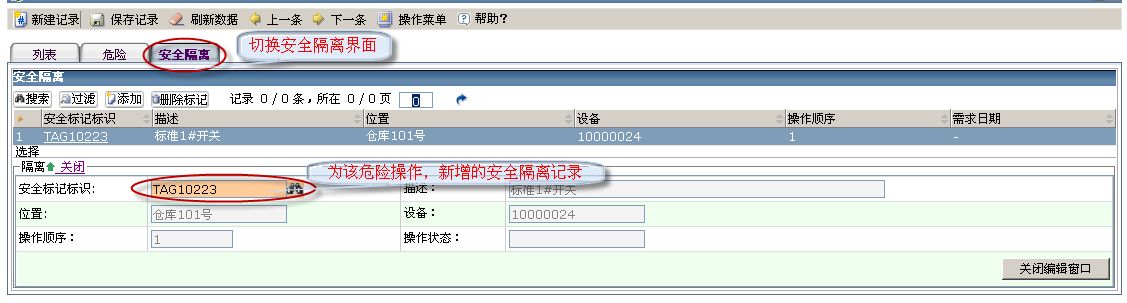 新建记录 保存记录 刷新数据 上一条 下一条 操作菜单 帮助?
列表 危险 安全隔离 切换安全隔离界面
安全隔离
搜索 过滤 添加 删除标记 记录 0 / 0 条,所在 0 / 0 页 0
安全标记标识 描述 位置 设备 操作顺序 需求日期
1 TAG10223 标准1#开关 仓库101号 10000024 1 -
选择
隔离 关闭
为该危险操作，新增的安全隔离记录
安全标记标识: TAG10223 描述: 标准1#开关
位置: 仓库101号 设备: 10000024
操作顺序: 1 操作状态:
关闭编辑窗口